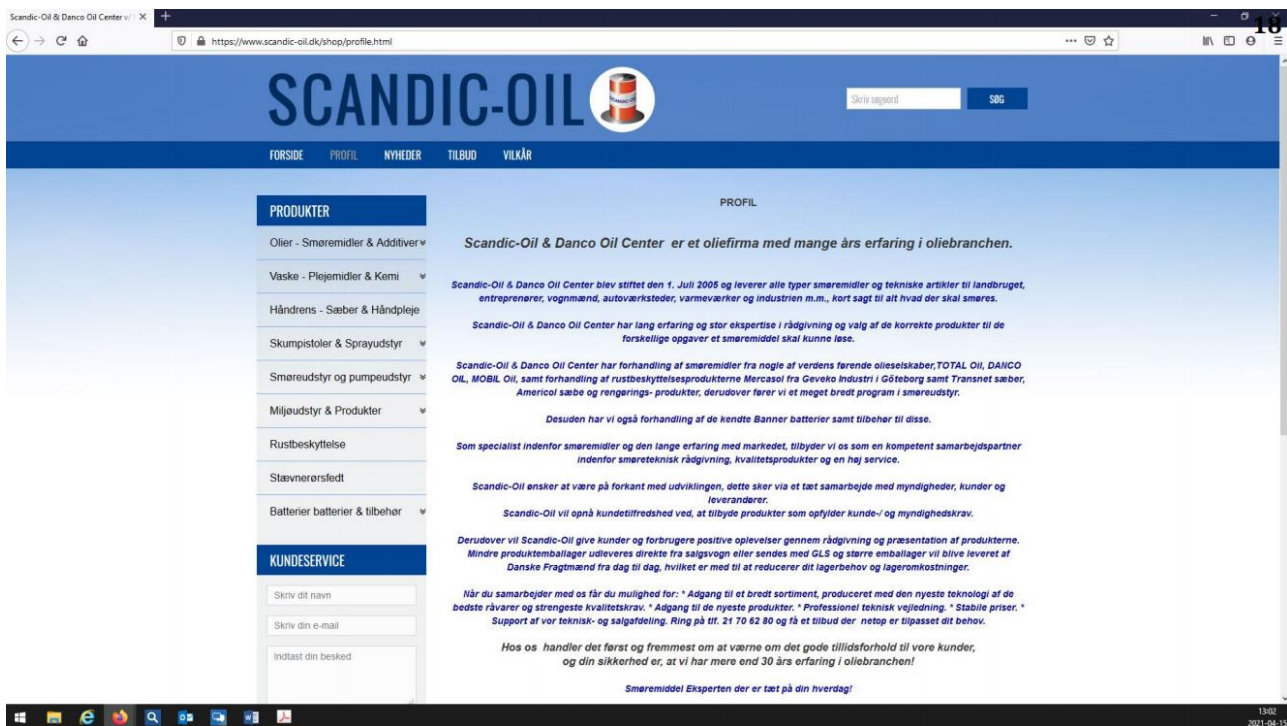 Scandic-Oil & Danco Oil Center v/
18
https://www.scandic-oil.dk/shop/profile.html
SCANDIC-OIL
SCANDIC-OIL
Skriv søgeord
SØG
FORSIDE PROFIL NYHEDER TILBUD VILKÅR
PRODUKTER
Olier - Smøremidler & Additiver
Vaske - Plejemidler & Kemi
Håndrens - Sæber & Håndpleje
Skumpistoler & Sprayudstyr
Smøreudstyr og pumpeudstyr
Miljøudstyr & Produkter
Rustbeskyttelse
Stævnerørsfedt
Batterier batterier & tilbehør
KUNDESERVICE
Skriv dit navn
Skriv din e-mail
Indtast din besked
PROFIL
Scandic-Oil & Danco Oil Center er et oliefirma med mange års erfaring i oliebranchen.
Scandic-Oil & Danco Oil Center blev stiftet den 1. Juli 2005 og leverer alle typer smøremidler og tekniske artikler til landbruget,
entreprenører, vognmænd, autoværksteder, varmeværker og industrien m.m., kort sagt til alt hvad der skal smøres.
Scandic-Oil & Danco Oil Center har lang erfaring og stor ekspertise i rådgivning og valg af de korrekte produkter til de
forskellige opgaver et smøremiddel skal kunne løse.
Scandic-Oil & Danco Oil Center har forhandling af smøremidler fra nogle af verdens førende olieselskaber,TOTAL Oil, DANCO
OIL, MOBIL Oil, samt forhandling af rustbeskyttelsesprodukterne Mercasol fra Geveko Industri i Göteborg samt Transnet sæber,
Americol sæbe og rengørings- produkter, derudover fører vi et meget bredt program i smøreudstyr.
Desuden har vi også forhandling af de kendte Banner batterier samt tilbehør til disse.
Som specialist indenfor smøremidler og den lange erfaring med markedet, tilbyder vi os som en kompetent samarbejdspartner
indenfor smøreteknisk rådgivning, kvalitetsprodukter og en høj service.
Scandic-Oil ønsker at være på forkant med udviklingen, dette sker via et tæt samarbejde med myndigheder, kunder og
leverandører.
Scandic-Oil vil opnå kundetilfredshed ved, at tilbyde produkter som opfylder kunde-/ og myndighedskrav.
Derudover vil Scandic-Oil give kunder og forbrugere positive oplevelser gennem rådgivning og præsentation af produkterne.
Mindre produktemballager udleveres direkte fra salgsvogn eller sendes med GLS og større emballager vil blive leveret af
Danske Fragtmænd fra dag til dag, hvilket er med til at reducerer dit lagerbehov og lageromkostninger.
Når du samarbejder med os får du mulighed for: * Adgang til et bredt sortiment, produceret med den nyeste teknologi af de
bedste råvarer og strengeste kvalitetskrav. * Adgang til de nyeste produkter. * Professionel teknisk vejledning. * Stabile priser. *
Support af vor teknisk- og salgafdeling. Ring på tlf. 21 70 62 80 og få et tilbud der netop er tilpasset dit behov.
Hos os handler det først og fremmest om at værne om det gode tillidsforhold til vore kunder,
og din sikkerhed er, at vi har mere end 30 års erfaring i oliebranchen!
Smøremiddel Eksperten der er tæt på din hverdag!
13:02
2021-04-19